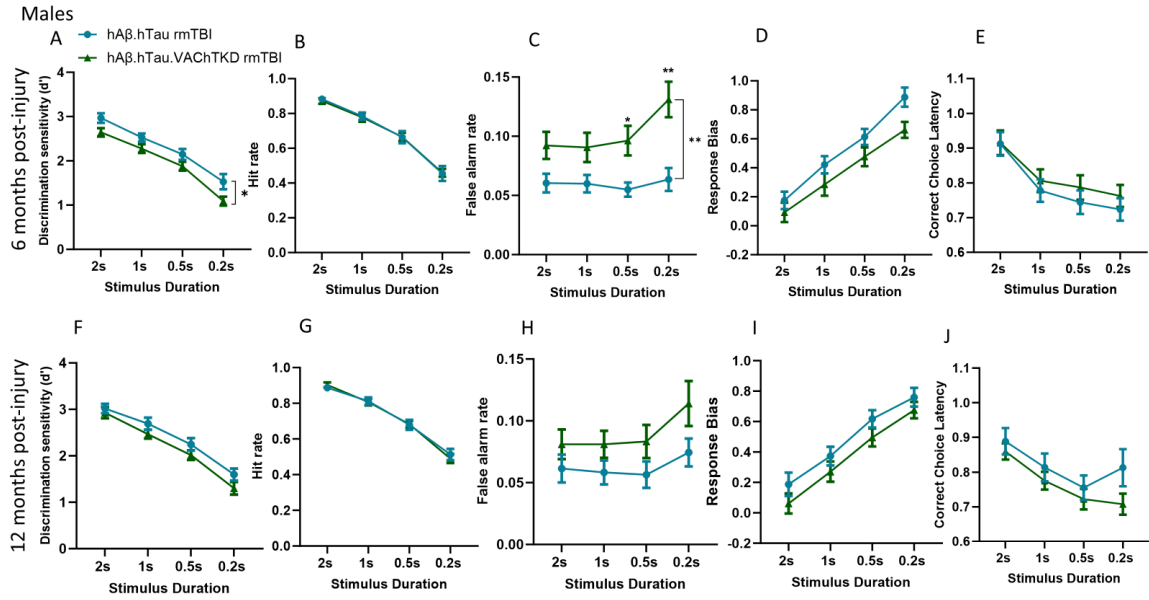 Males
hAβ.hTau rmTBI
hAβ.hTau.VAChTKD rmTBI
6 months post-injury
A
Discrimination sensitivity (d')
4
3
2
1
0
*
2s 1s 0.5s 0.2s
Stimulus Duration
B
Hit rate
1.0
0.8
0.6
0.4
0.2
0.0
2s 1s 0.5s 0.2s
Stimulus Duration
C
False alarm rate
0.15
0.10
0.05
0.00
*
**
**
2s 1s 0.5s 0.2s
Stimulus Duration
D
Response Bias
1.0
0.8
0.6
0.4
0.2
0.0
-0.2
2s 1s 0.5s 0.2s
Stimulus Duration
E
Correct Choice Latency
1.1
1.0
0.9
0.8
0.7
0.6
2s 1s 0.5s 0.2s
Stimulus Duration
12 months post-injury
F
Discrimination sensitivity (d')
4
3
2
1
0
2s 1s 0.5s 0.2s
Stimulus Duration
G
Hit rate
1.0
0.8
0.6
0.4
0.2
0.0
2s 1s 0.5s 0.2s
Stimulus Duration
H
False alarm rate
0.15
0.10
0.05
0.00
2s 1s 0.5s 0.2s
Stimulus Duration
I
Response Bias
1.0
0.8
0.6
0.4
0.2
0.0
-0.2
2s 1s 0.5s 0.2s
Stimulus Duration
J
Correct Choice Latency
1.1
1.0
0.9
0.8
0.7
0.6
2s 1s 0.5s 0.2s
Stimulus Duration